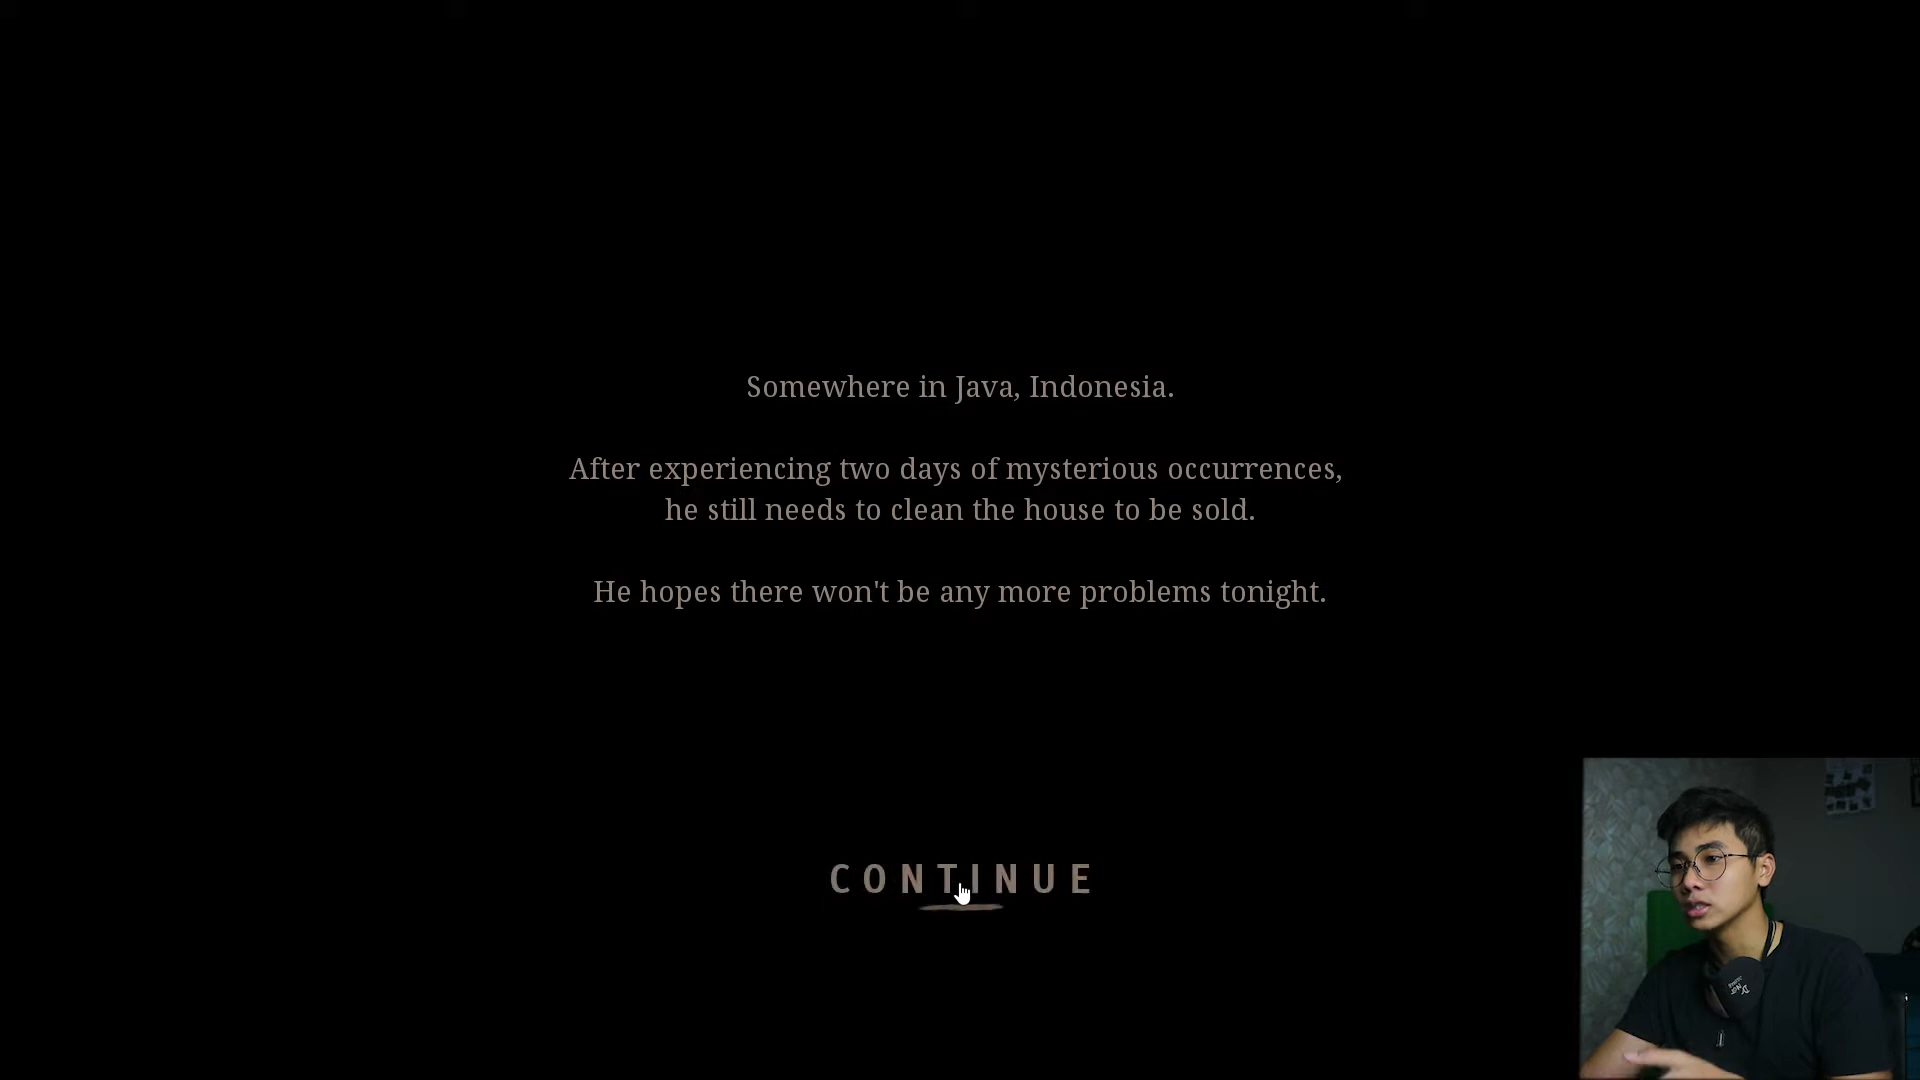 Somewhere in Java, Indonesia.
After experiencing two days of mysterious occurrences,
he still needs to clean the house to be sold.
He hopes there won't be any more problems tonight.
CONTINUE